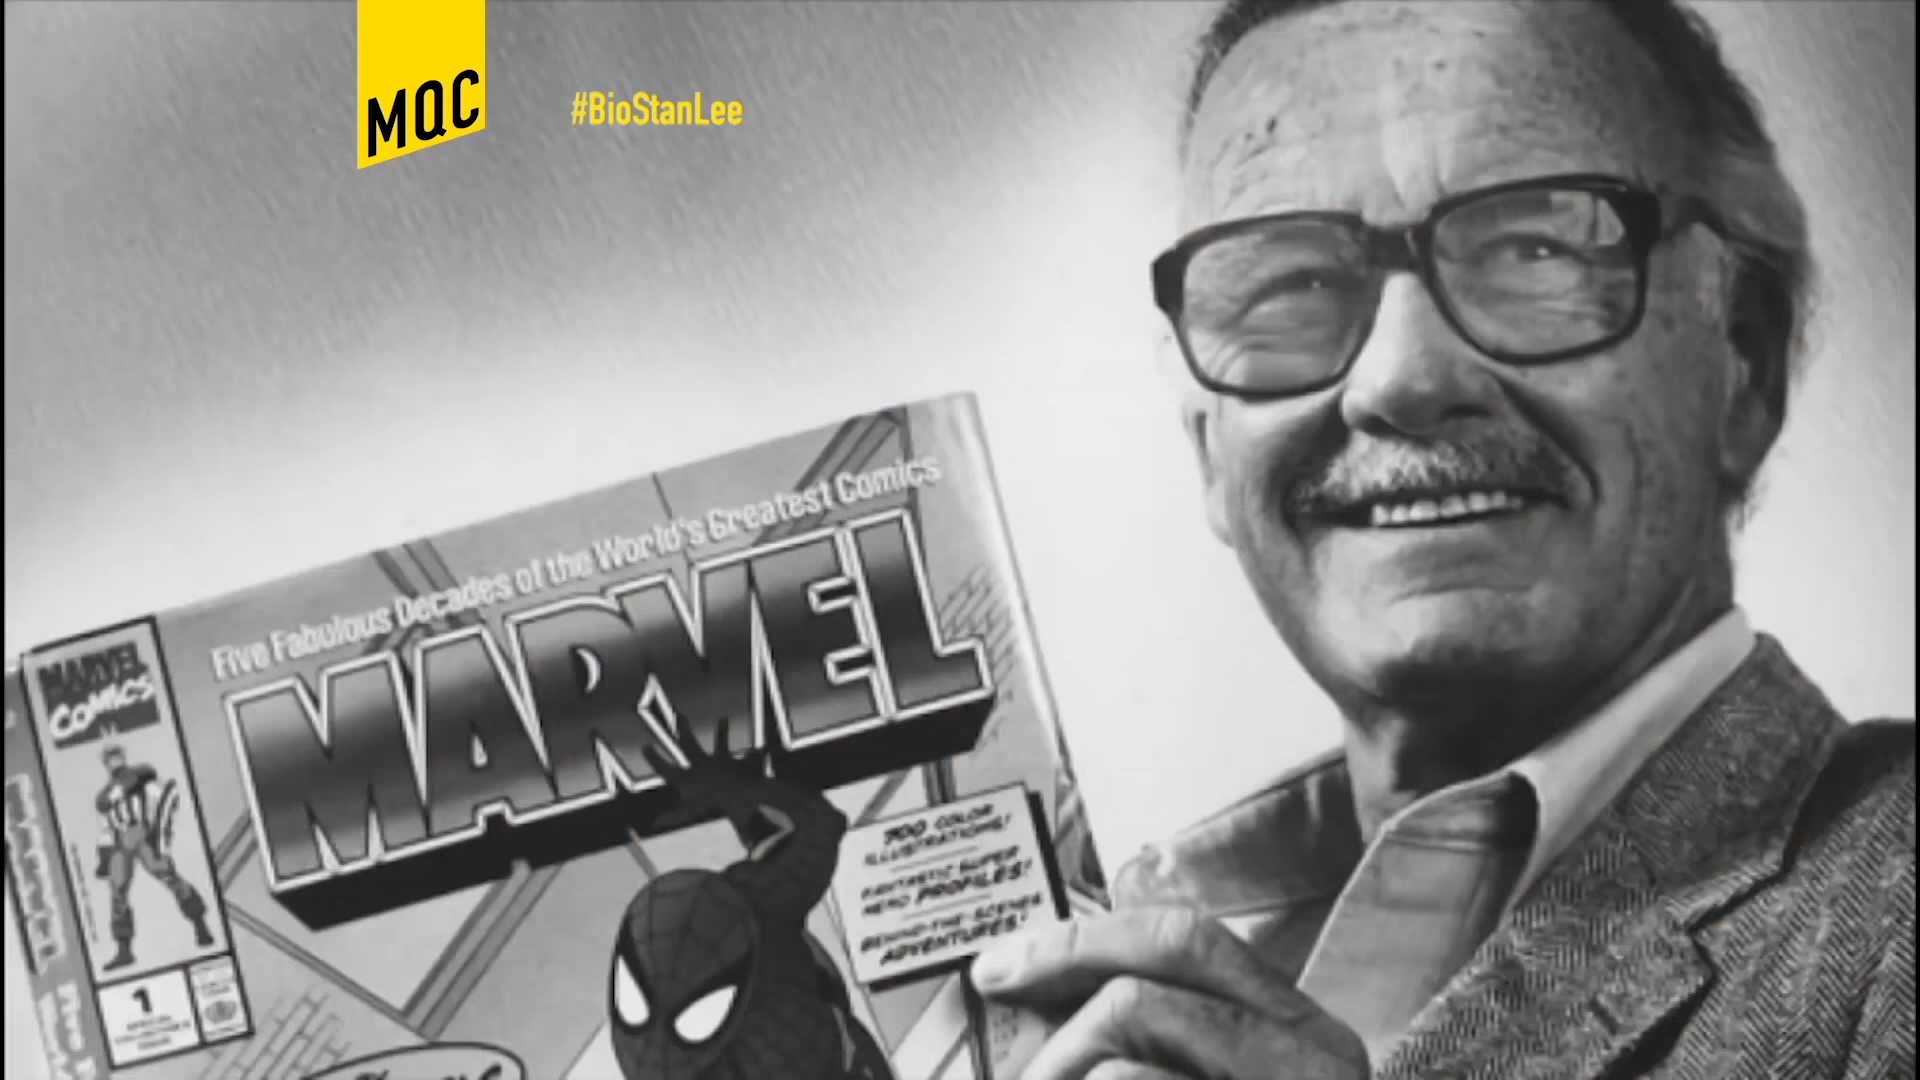 MQC
#BioStanLee
Five Fabulous Decades of the World's Greatest Comics
MARVEL
MARVEL
COMICS
700 COLOR
ILLUSTRATIONS!
FANTASTIC SUPER
HERO PROFILES!
BEHIND-THE-SCENES
ADVENTURES!
1